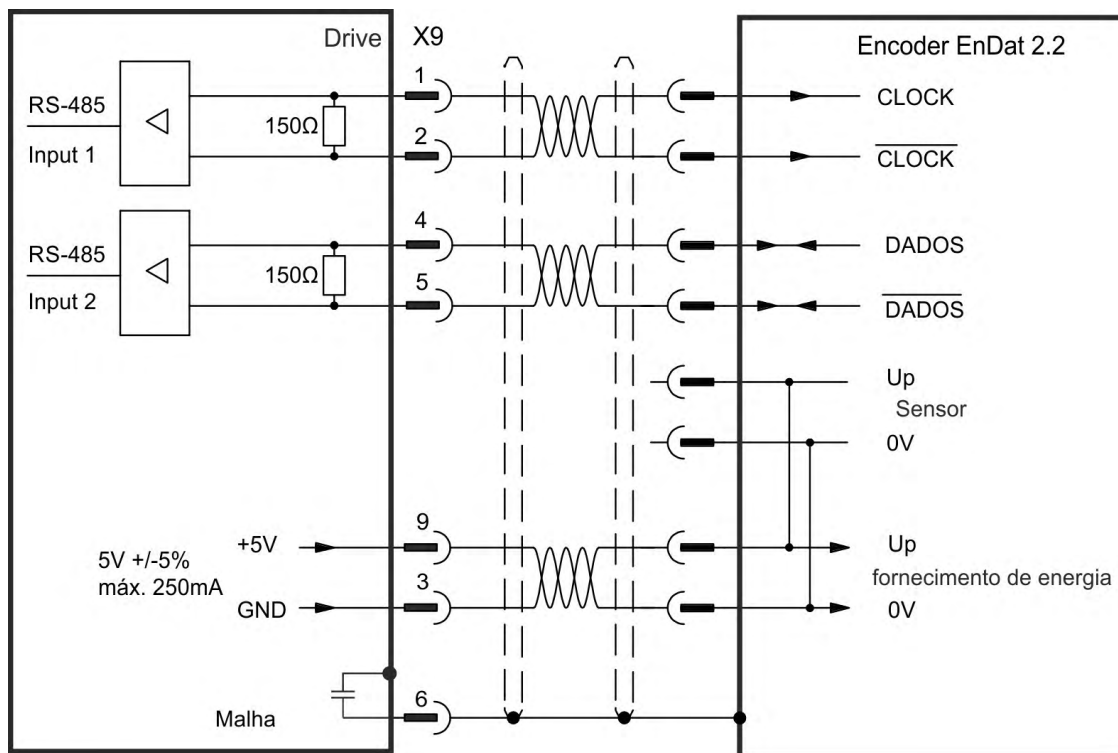 Drive
X9
Encoder EnDat 2.2
RS-485
Input 1
150Ω
1
2
CLOCK
CLOCK
RS-485
Input 2
150Ω
4
5
DADOS
DADOS
Up
Sensor
0V
5V +/-5%
máx. 250mA
+5V
GND
9
3
Up
fornecimento de energia
0V
Malha
6